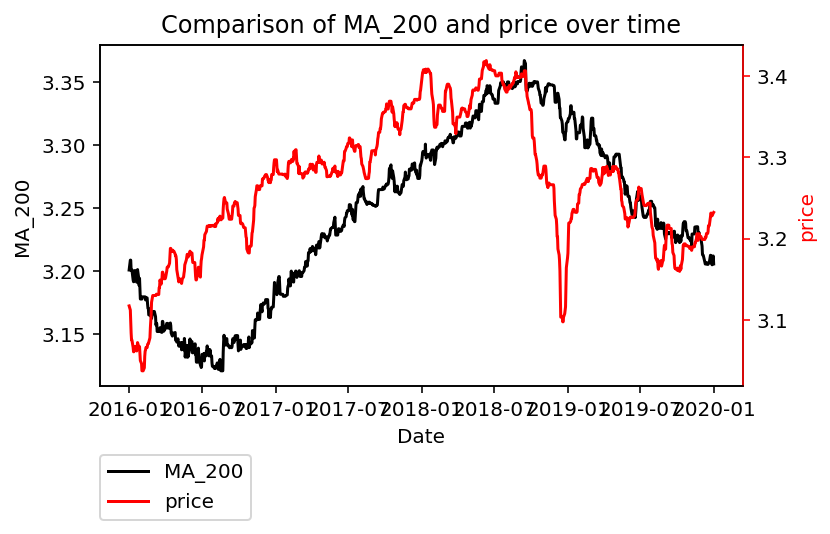 Comparison of MA_200 and price over time
MA_200
3.35
3.30
3.25
3.20
3.15
price
3.4
3.3
3.2
3.1
2016-01 2016-07 2017-01 2017-07 2018-01 2018-07 2019-01 2019-07 2020-01
Date
MA_200
price